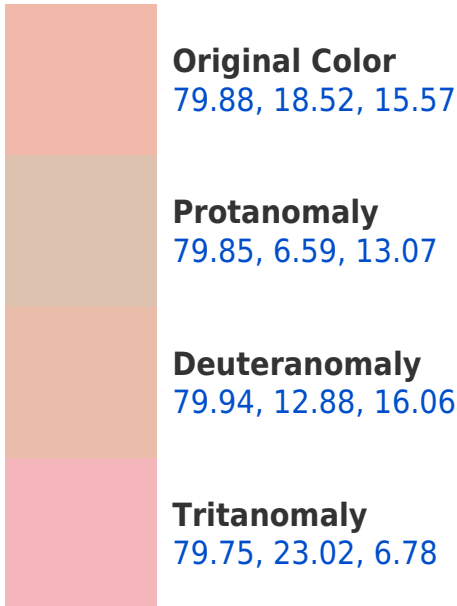 Original Color
79.88, 18.52, 15.57
Protanomaly
79.85, 6.59, 13.07
Deuteranomaly
79.94, 12.88, 16.06
Tritanomaly
79.75, 23.02, 6.78